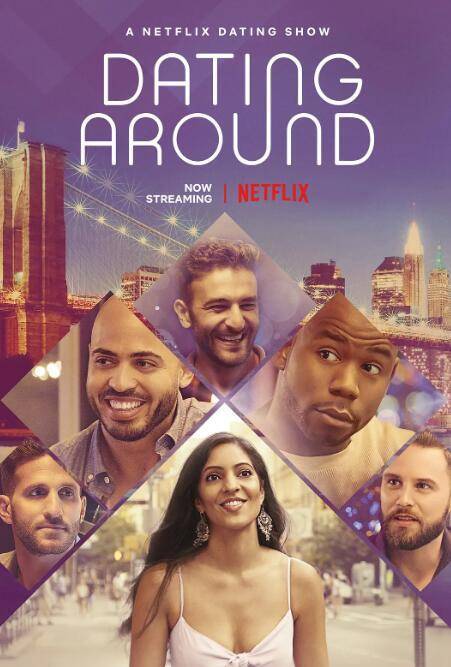 A NETFLIX DATING SHOW
DATING
AROUND
NOW
STREAMING | NETFLIX